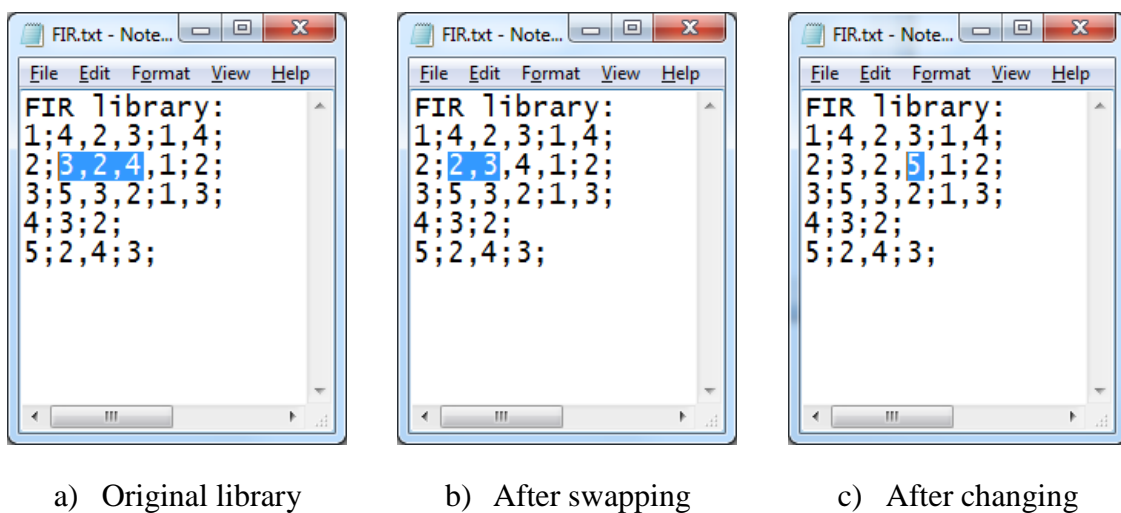 FIR.txt - Note...
File Edit Format View Help
FIR library:
1;4,2,3;1,4;
2;3,2,4,1;2;
3;5,3,2;1,3;
4;3;2;
5;2,4;3;
a) Original library
FIR.txt - Note...
File Edit Format View Help
FIR library:
1;4,2,3;1,4;
2;2,3,4,1;2;
3;5,3,2;1,3;
4;3;2;
5;2,4;3;
b) After swapping
FIR.txt - Note...
File Edit Format View Help
FIR library:
1;4,2,3;1,4;
2;3,2,5,1;2;
3;5,3,2;1,3;
4;3;2;
5;2,4;3;
c) After changing